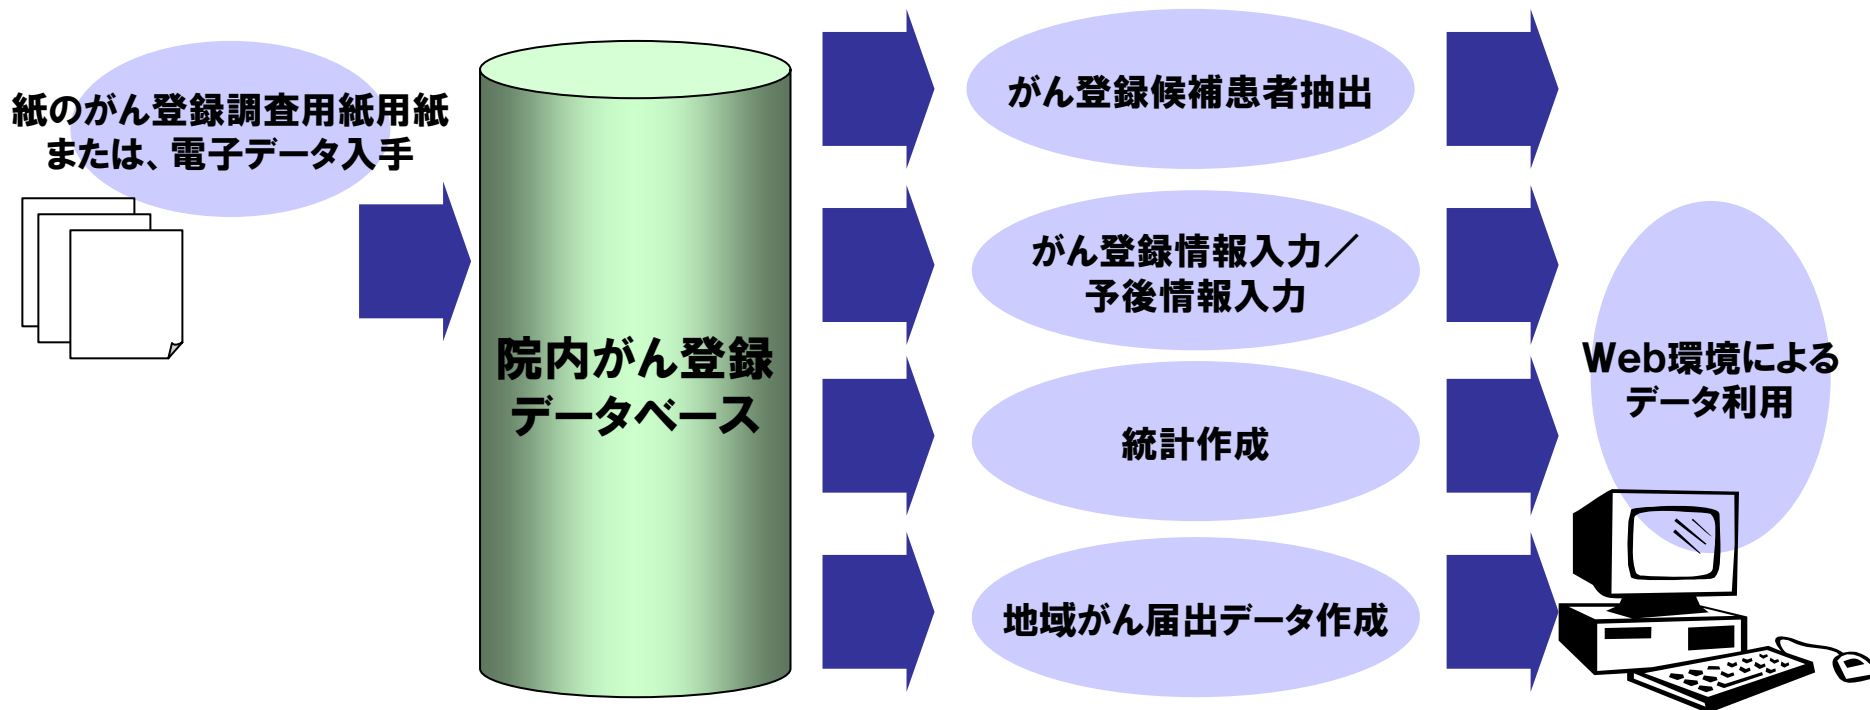 紙のがん登録調査用紙用紙
または、電子データ入手
院内がん登録
データベース
がん登録候補患者抽出
がん登録情報入力／
予後情報入力
統計作成
地域がん届出データ作成
Web環境による
データ利用